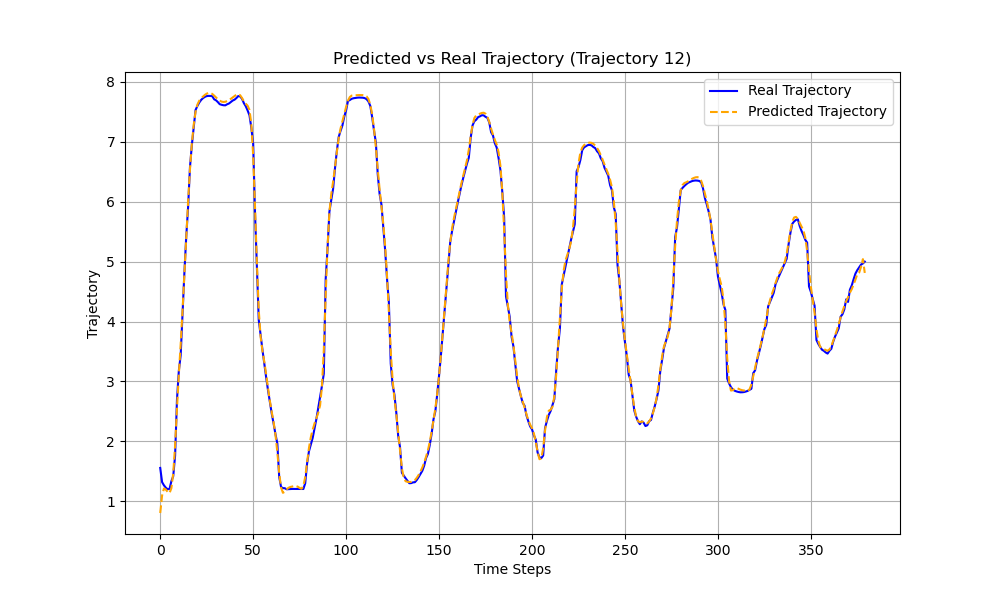 Predicted vs Real Trajectory (Trajectory 12)
Real Trajectory
Predicted Trajectory
8
7
6
5
4
3
2
1
Trajectory
0 50 100 150 200 250 300 350
Time Steps